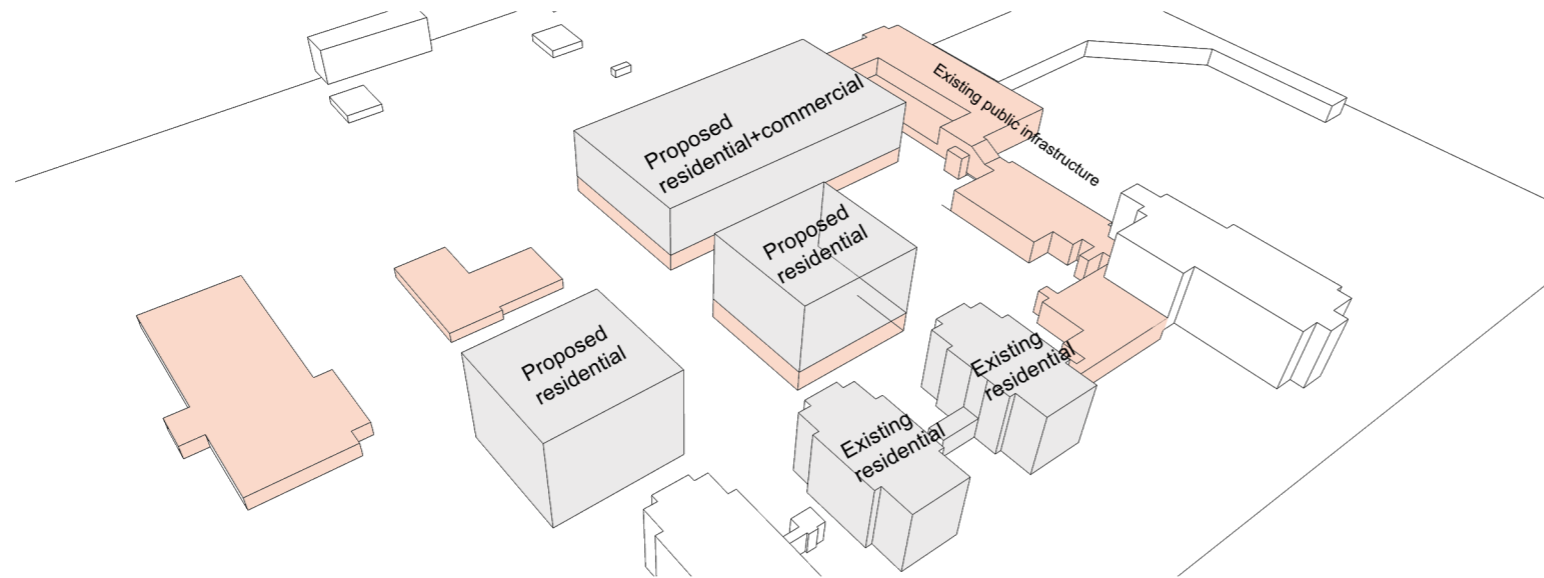 Existing public infrastructure
Proposed
residential+commercial
Proposed
residential
Proposed
residential
Existing
residential
Existing
residential